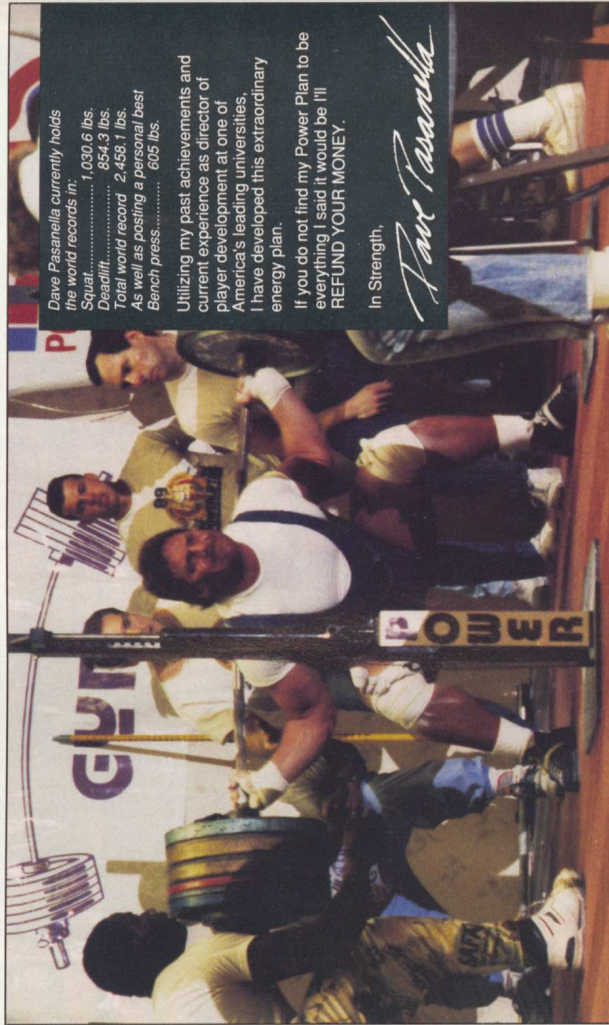 Dave Pasanella currently holds
the world records in:
Squat..............................1,030.6 lbs.
Deadlift........................... 854.3 lbs.
Total world record 2,458.1 lbs.
As well as posting a personal best
Bench press............. 605 lbs.
Utilizing my past achievements and
current experience as director of
player development at one of
America's leading universities,
I have developed this extraordinary
energy plan.
If you do not find my Power Plan to be
everything I said it would be I'll
REFUND YOUR MONEY.
In Strength,
Dave Pasanella
89
POWER